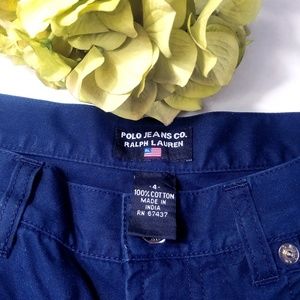 POLO JEANS CO.
RALPH LAUREN
-4-
100% COTTON
MADE IN
INDIA
RN 67437